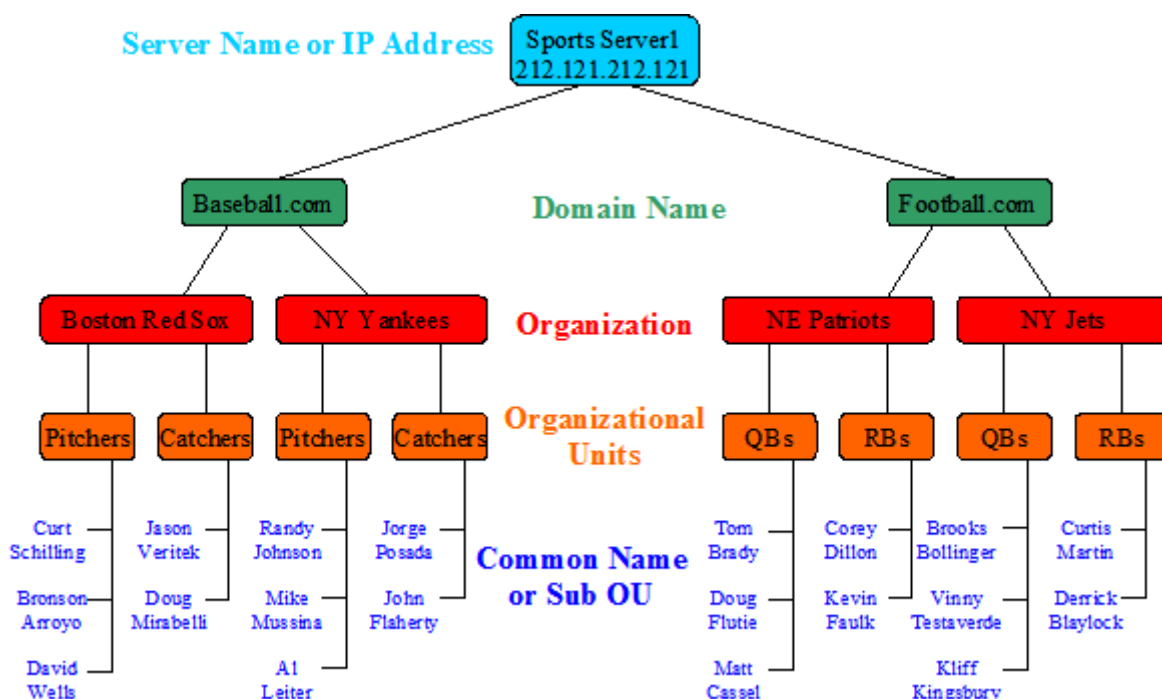 Server Name or IP Address
Sports Server1
212.121.212.121
Baseball.com
Domain Name
Football.com
Boston Red Sox
NY Yankees
Organization
NE Patriots
NY Jets
Pitchers
Catchers
Pitchers
Catchers
Organizational
Units
QBs
RBs
QBs
RBs
Curt
Schilling
Bronson
Arroyo
David
Wells
Jason
Veritek
Doug
Mirabelli
Randy
Johnson
Mike
Mussina
Al
Leiter
Jorge
Posada
John
Flaherty
Common Name
or Sub OU
Tom
Brady
Doug
Flutie
Matt
Cassel
Corey
Dillon
Kevin
Faulk
Brooks
Bollinger
Vinny
Testaverde
Kliff
Kingsbury
Curtis
Martin
Derrick
Blaylock